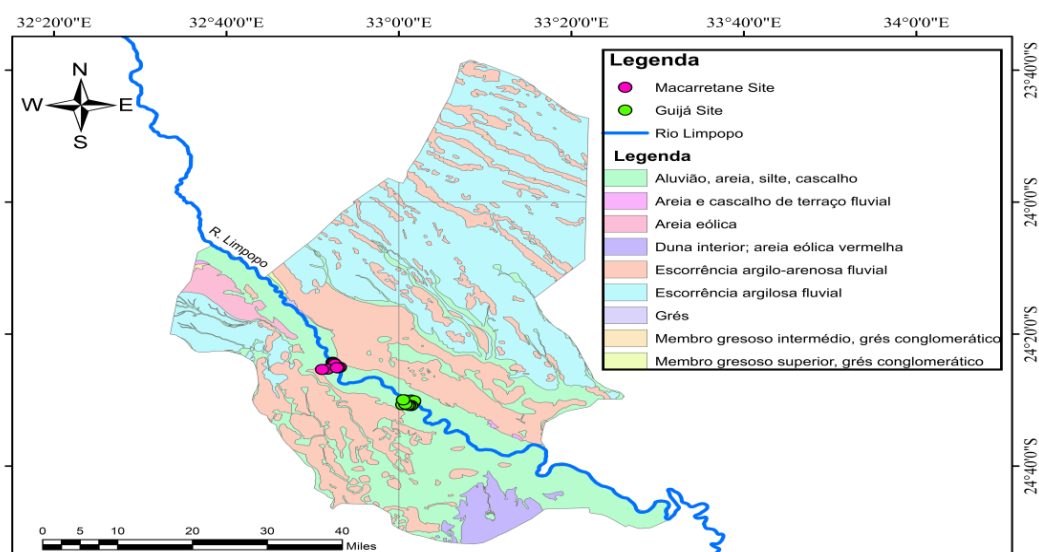 32°20'0"E 32°40'0"E 33°00'0"E 33°20'0"E 33°40'0"E 34°00'0"E
N
W E
S
R. Limpopo
Legenda
Macarretane Site
Guijá Site
Rio Limpopo
Legenda
Aluvião, areia, silte, cascalho
Areia e cascalho de terraço fluvial
Areia eólica
Duna interior; areia eólica vermelha
Escorrência argilo-arenosa fluvial
Escorrência argilosa fluvial
Grés
Membro gresoso intermédio, grés conglomerático
Membro gresoso superior, grés conglomerático
23°40'0"S
24°0'0"S
24°20'0"S
24°40'0"S
0 5 10 20 30 40
Miles